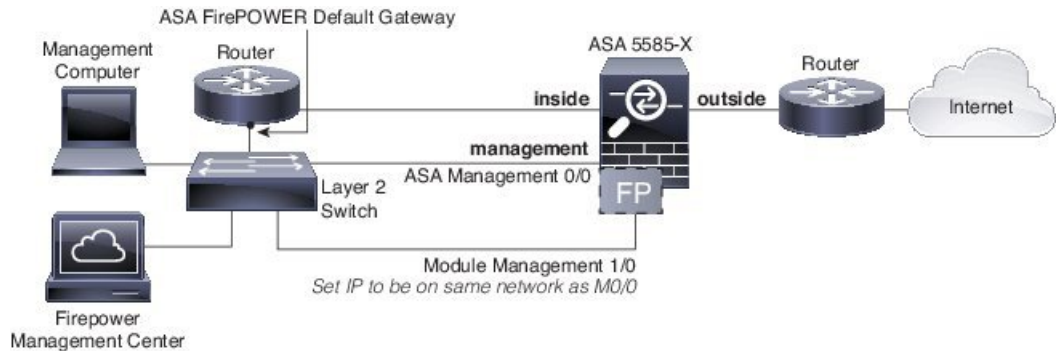 ASA FirePOWER Default Gateway
Management
Computer
Router
ASA 5585-X
Router
inside
outside
Internet
management
ASA Management 0/0
Layer 2
Switch
FP
Module Management 1/0
Set IP to be on same network as M0/0
Firepower
Management Center